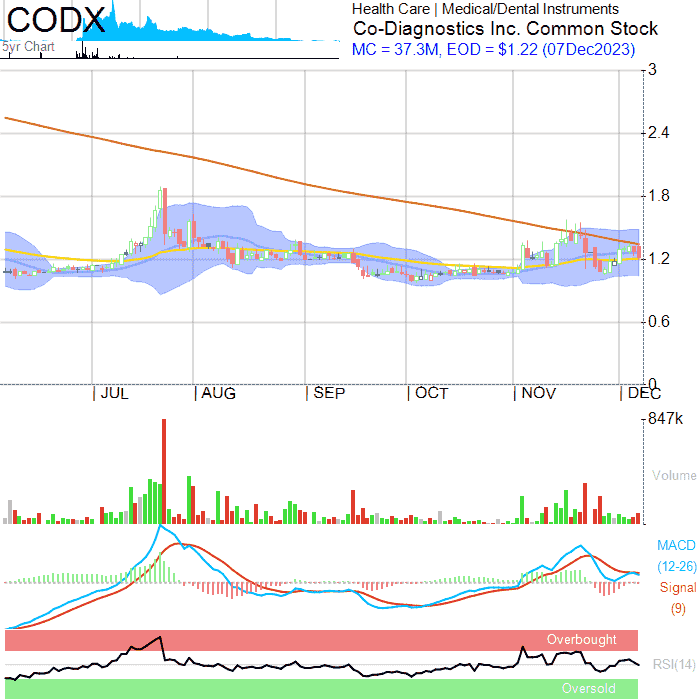 CODX
5yr Chart
Health Care | Medical/Dental Instruments
Co-Diagnostics Inc. Common Stock
MC = 37.3M, EOD = $1.22 (07Dec2023)
3
2.4
1.8
1.2
0.6
0
JUL AUG SEP OCT NOV DEC
847k
Volume
MACD
(12-26)
Signal
(9)
Overbought
RSI(14)
Oversold